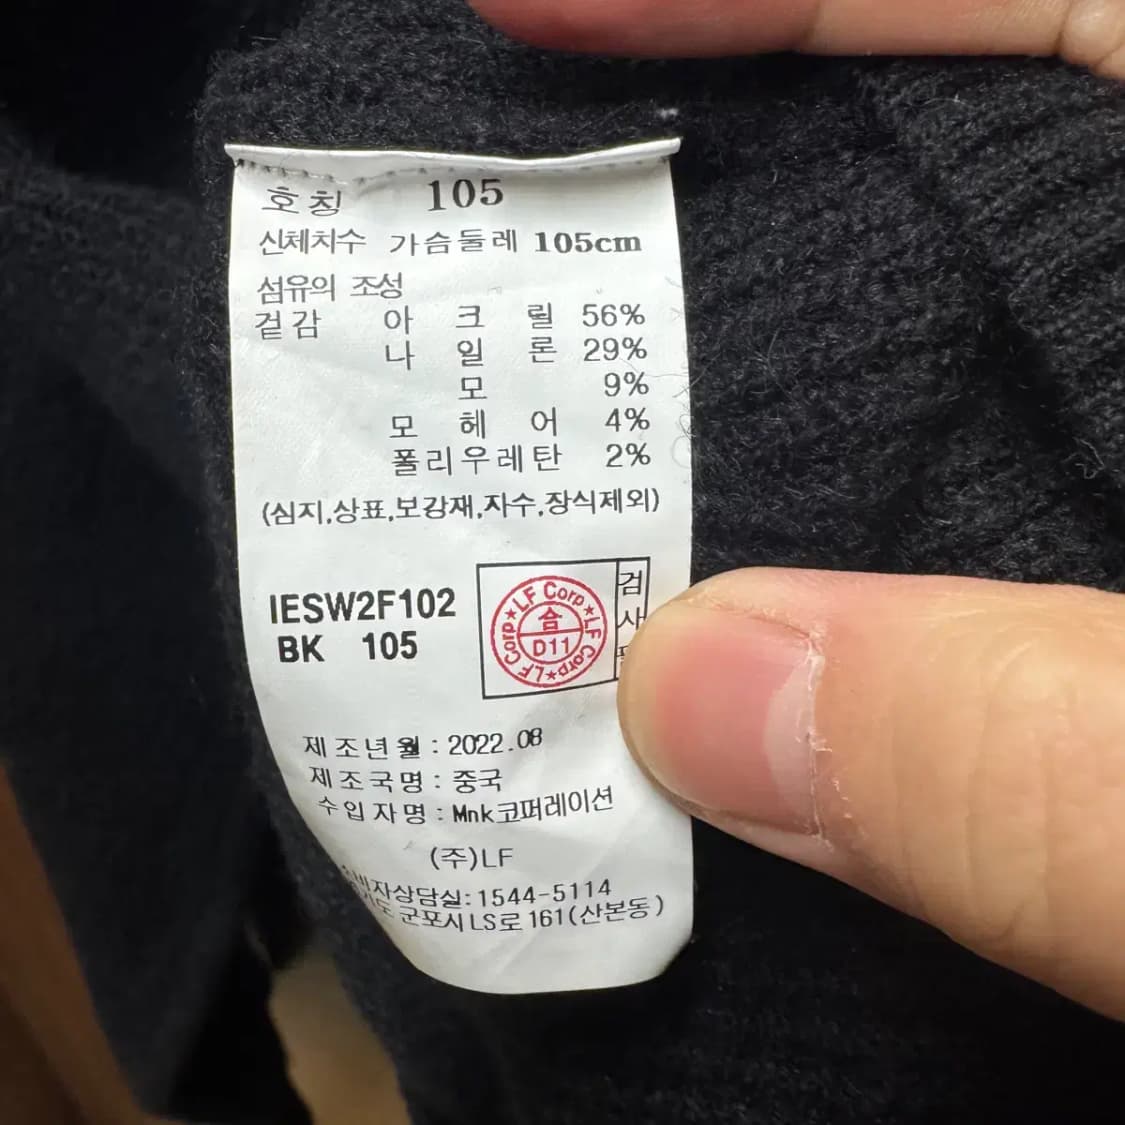 호칭 105
신체치수 가슴둘레 105cm
섬유의 조성
겉감 아크릴 56%
나일론 29%
모 9%
모헤어 4%
폴리우레탄 2%
(심지,상표,보강재,자수,장식제외)
IESW2F102
BK 105
LF Corp★LF Corp★LF Corp★
合
D11
검사
제조년월 : 2022.08
제조국명 : 중국
수입자명 : Mnk코퍼레이션
(주)LF
비자상담실:1544-5114
군포시LS로 161(산본동)